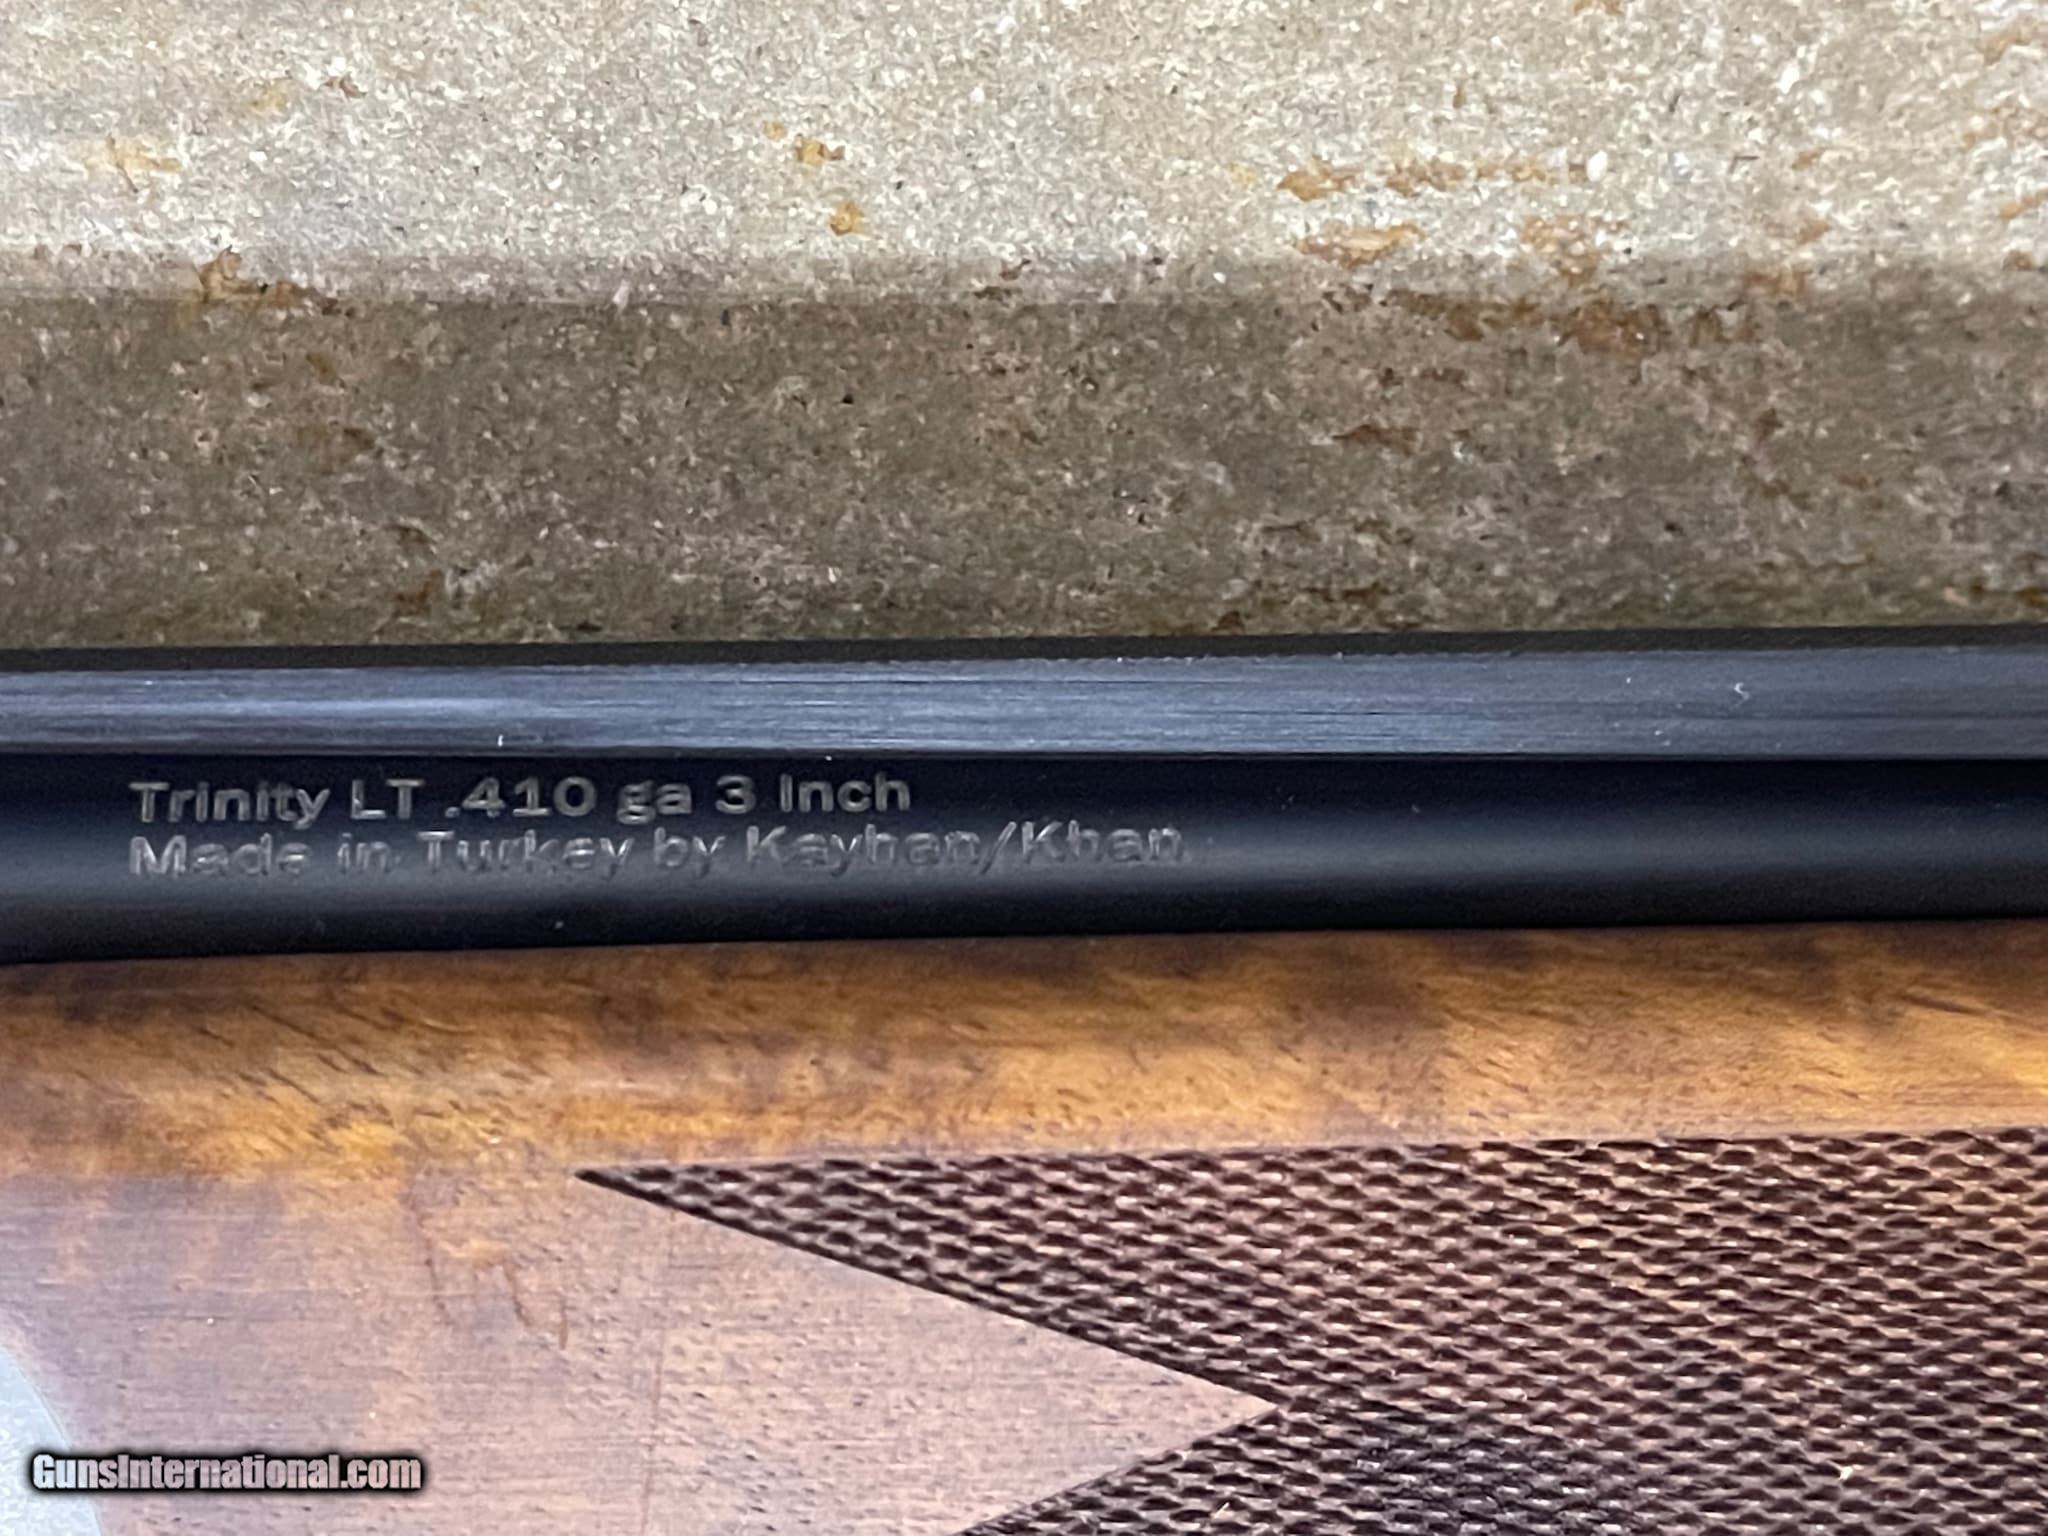 Trinity LT .410 ga 3 Inch
Made in Turkey by Kayhan/Khan
GunsInternational.com